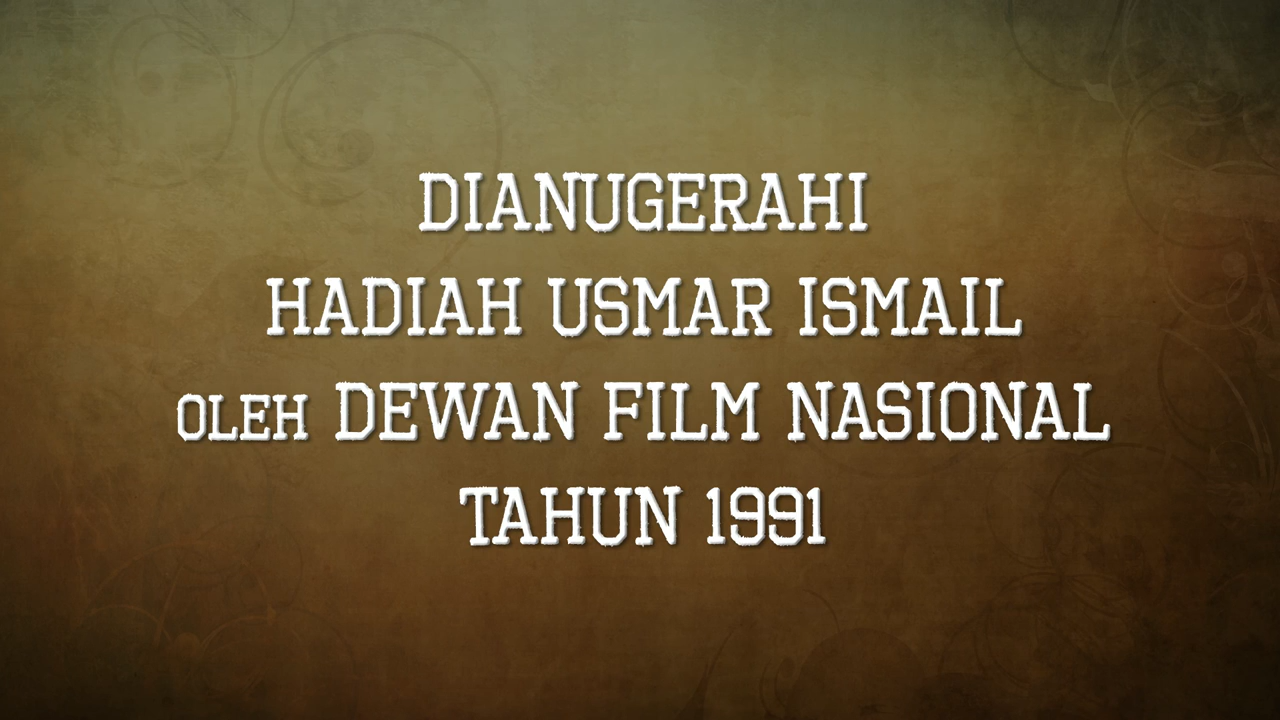 DIANUGERAHI
HADIAH USMAR ISMAIL
OLEH DEWAN FILM NASIONAL
TAHUN 1991